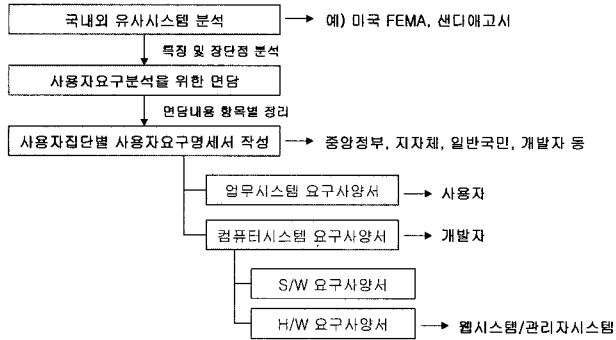 국내외 유사시스템 분석
예) 미국 FEMA, 샌디애고시
특징 및 장단점 분석
사용자요구분석을 위한 면담
면담내용 항목별 정리
사용자집단별 사용자요구명세서 작성
중앙정부, 지자체, 일반국민, 개발자 등
업무시스템 요구사양서
사용자
컴퓨터시스템 요구사양서
개발자
S/W 요구사양서
H/W 요구사양서
웹시스템/관리자시스템